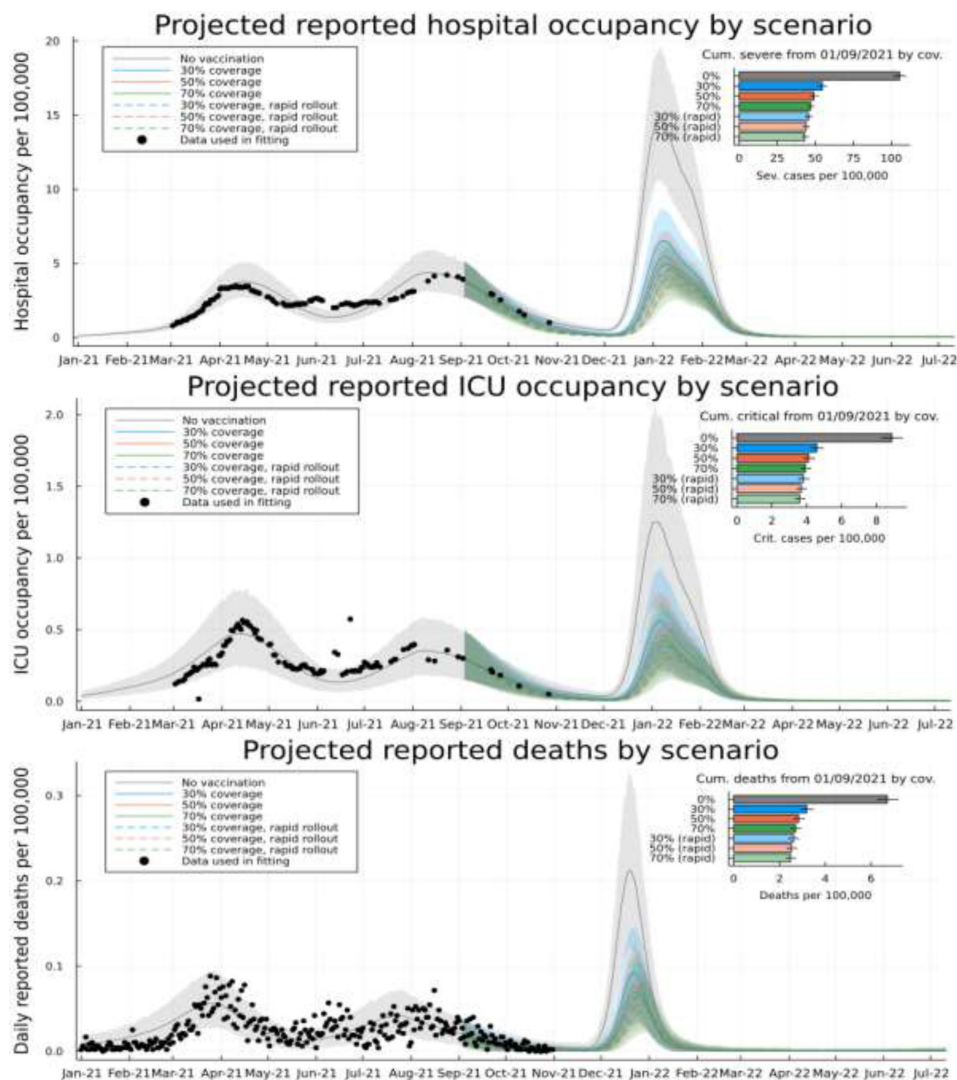 Projected reported hospital occupancy by scenario
Hospital occupancy per 100,000
20
15
10
5
0
No vaccination
30% coverage
50% coverage
70% coverage
30% coverage, rapid rollout
50% coverage, rapid rollout
70% coverage, rapid rollout
Data used in fitting
Cum. severe from 01/09/2021 by cov.
0%
30%
50%
70%
30% (rapid)
50% (rapid)
70% (rapid)
0 25 50 75 100
Sev. cases per 100,000
Jan-21 Feb-21 Mar-21 Apr-21 May-21 Jun-21 Jul-21 Aug-21 Sep-21 Oct-21 Nov-21 Dec-21 Jan-22 Feb-22 Mar-22 Apr-22 May-22 Jun-22 Jul-22
Projected reported ICU occupancy by scenario
ICU occupancy per 100,000
2.0
1.5
1.0
0.5
0.0
No vaccination
30% coverage
50% coverage
70% coverage
30% coverage, rapid rollout
50% coverage, rapid rollout
70% coverage, rapid rollout
Data used in fitting
Cum. critical from 01/09/2021 by cov.
0%
30%
50%
70%
30% (rapid)
50% (rapid)
70% (rapid)
0 2 4 6 8
Crit. cases per 100,000
Jan-21 Feb-21 Mar-21 Apr-21 May-21 Jun-21 Jul-21 Aug-21 Sep-21 Oct-21 Nov-21 Dec-21 Jan-22 Feb-22 Mar-22 Apr-22 May-22 Jun-22 Jul-22
Projected reported deaths by scenario
Daily reported deaths per 100,000
0.3
0.2
0.1
0.0
No vaccination
30% coverage
50% coverage
70% coverage
30% coverage, rapid rollout
50% coverage, rapid rollout
70% coverage, rapid rollout
Data used in fitting
Cum. deaths from 01/09/2021 by cov.
0%
30%
50%
70%
30% (rapid)
50% (rapid)
70% (rapid)
0 2 4 6
Deaths per 100,000
Jan-21 Feb-21 Mar-21 Apr-21 May-21 Jun-21 Jul-21 Aug-21 Sep-21 Oct-21 Nov-21 Dec-21 Jan-22 Feb-22 Mar-22 Apr-22 May-22 Jun-22 Jul-22